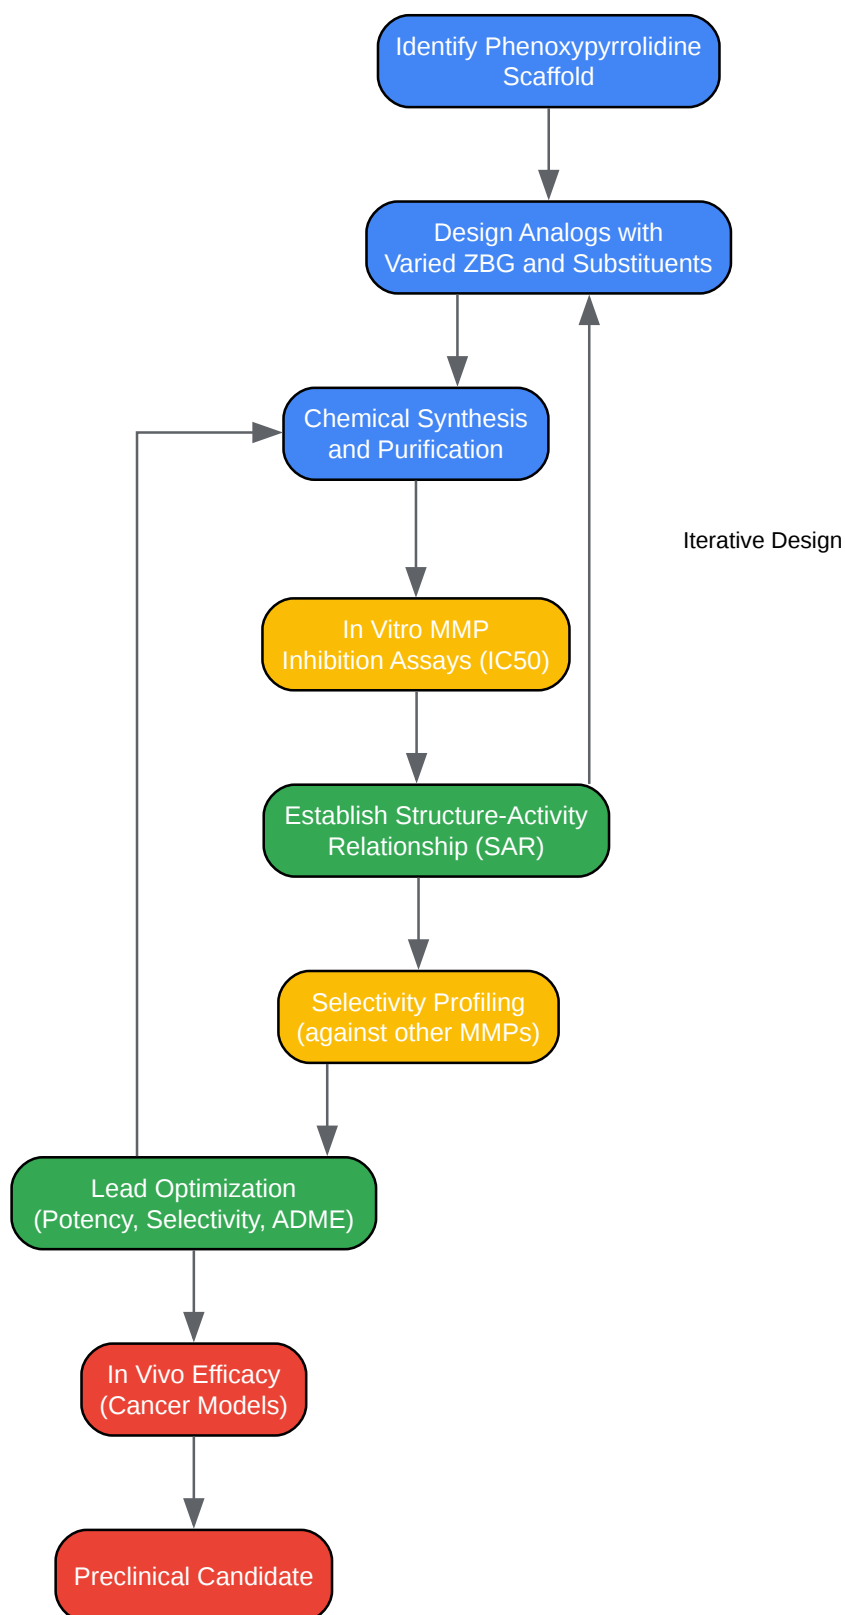 Identify Phenoxypyrrolidine
Scaffold
Design Analogs with
Varied ZBG and Substituents
Chemical Synthesis
and Purification
Iterative Design
In Vitro MMP
Inhibition Assays (IC50)
Establish Structure-Activity
Relationship (SAR)
Selectivity Profiling
(against other MMPs)
Lead Optimization
(Potency, Selectivity, ADME)
In Vivo Efficacy
(Cancer Models)
Preclinical Candidate